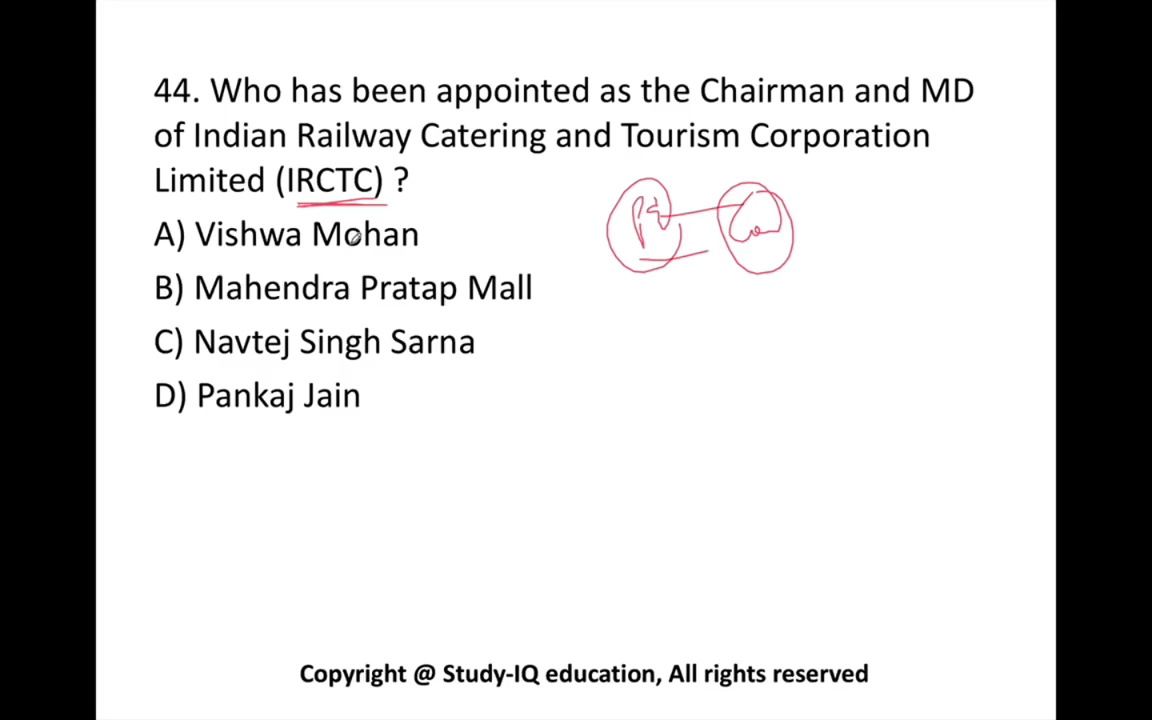 44. Who has been appointed as the Chairman and MD
of Indian Railway Catering and Tourism Corporation
Limited (IRCTC) ?
A) Vishwa Mohan
B) Mahendra Pratap Mall
C) Navtej Singh Sarna
D) Pankaj Jain
Copyright @ Study-IQ education, All rights reserved